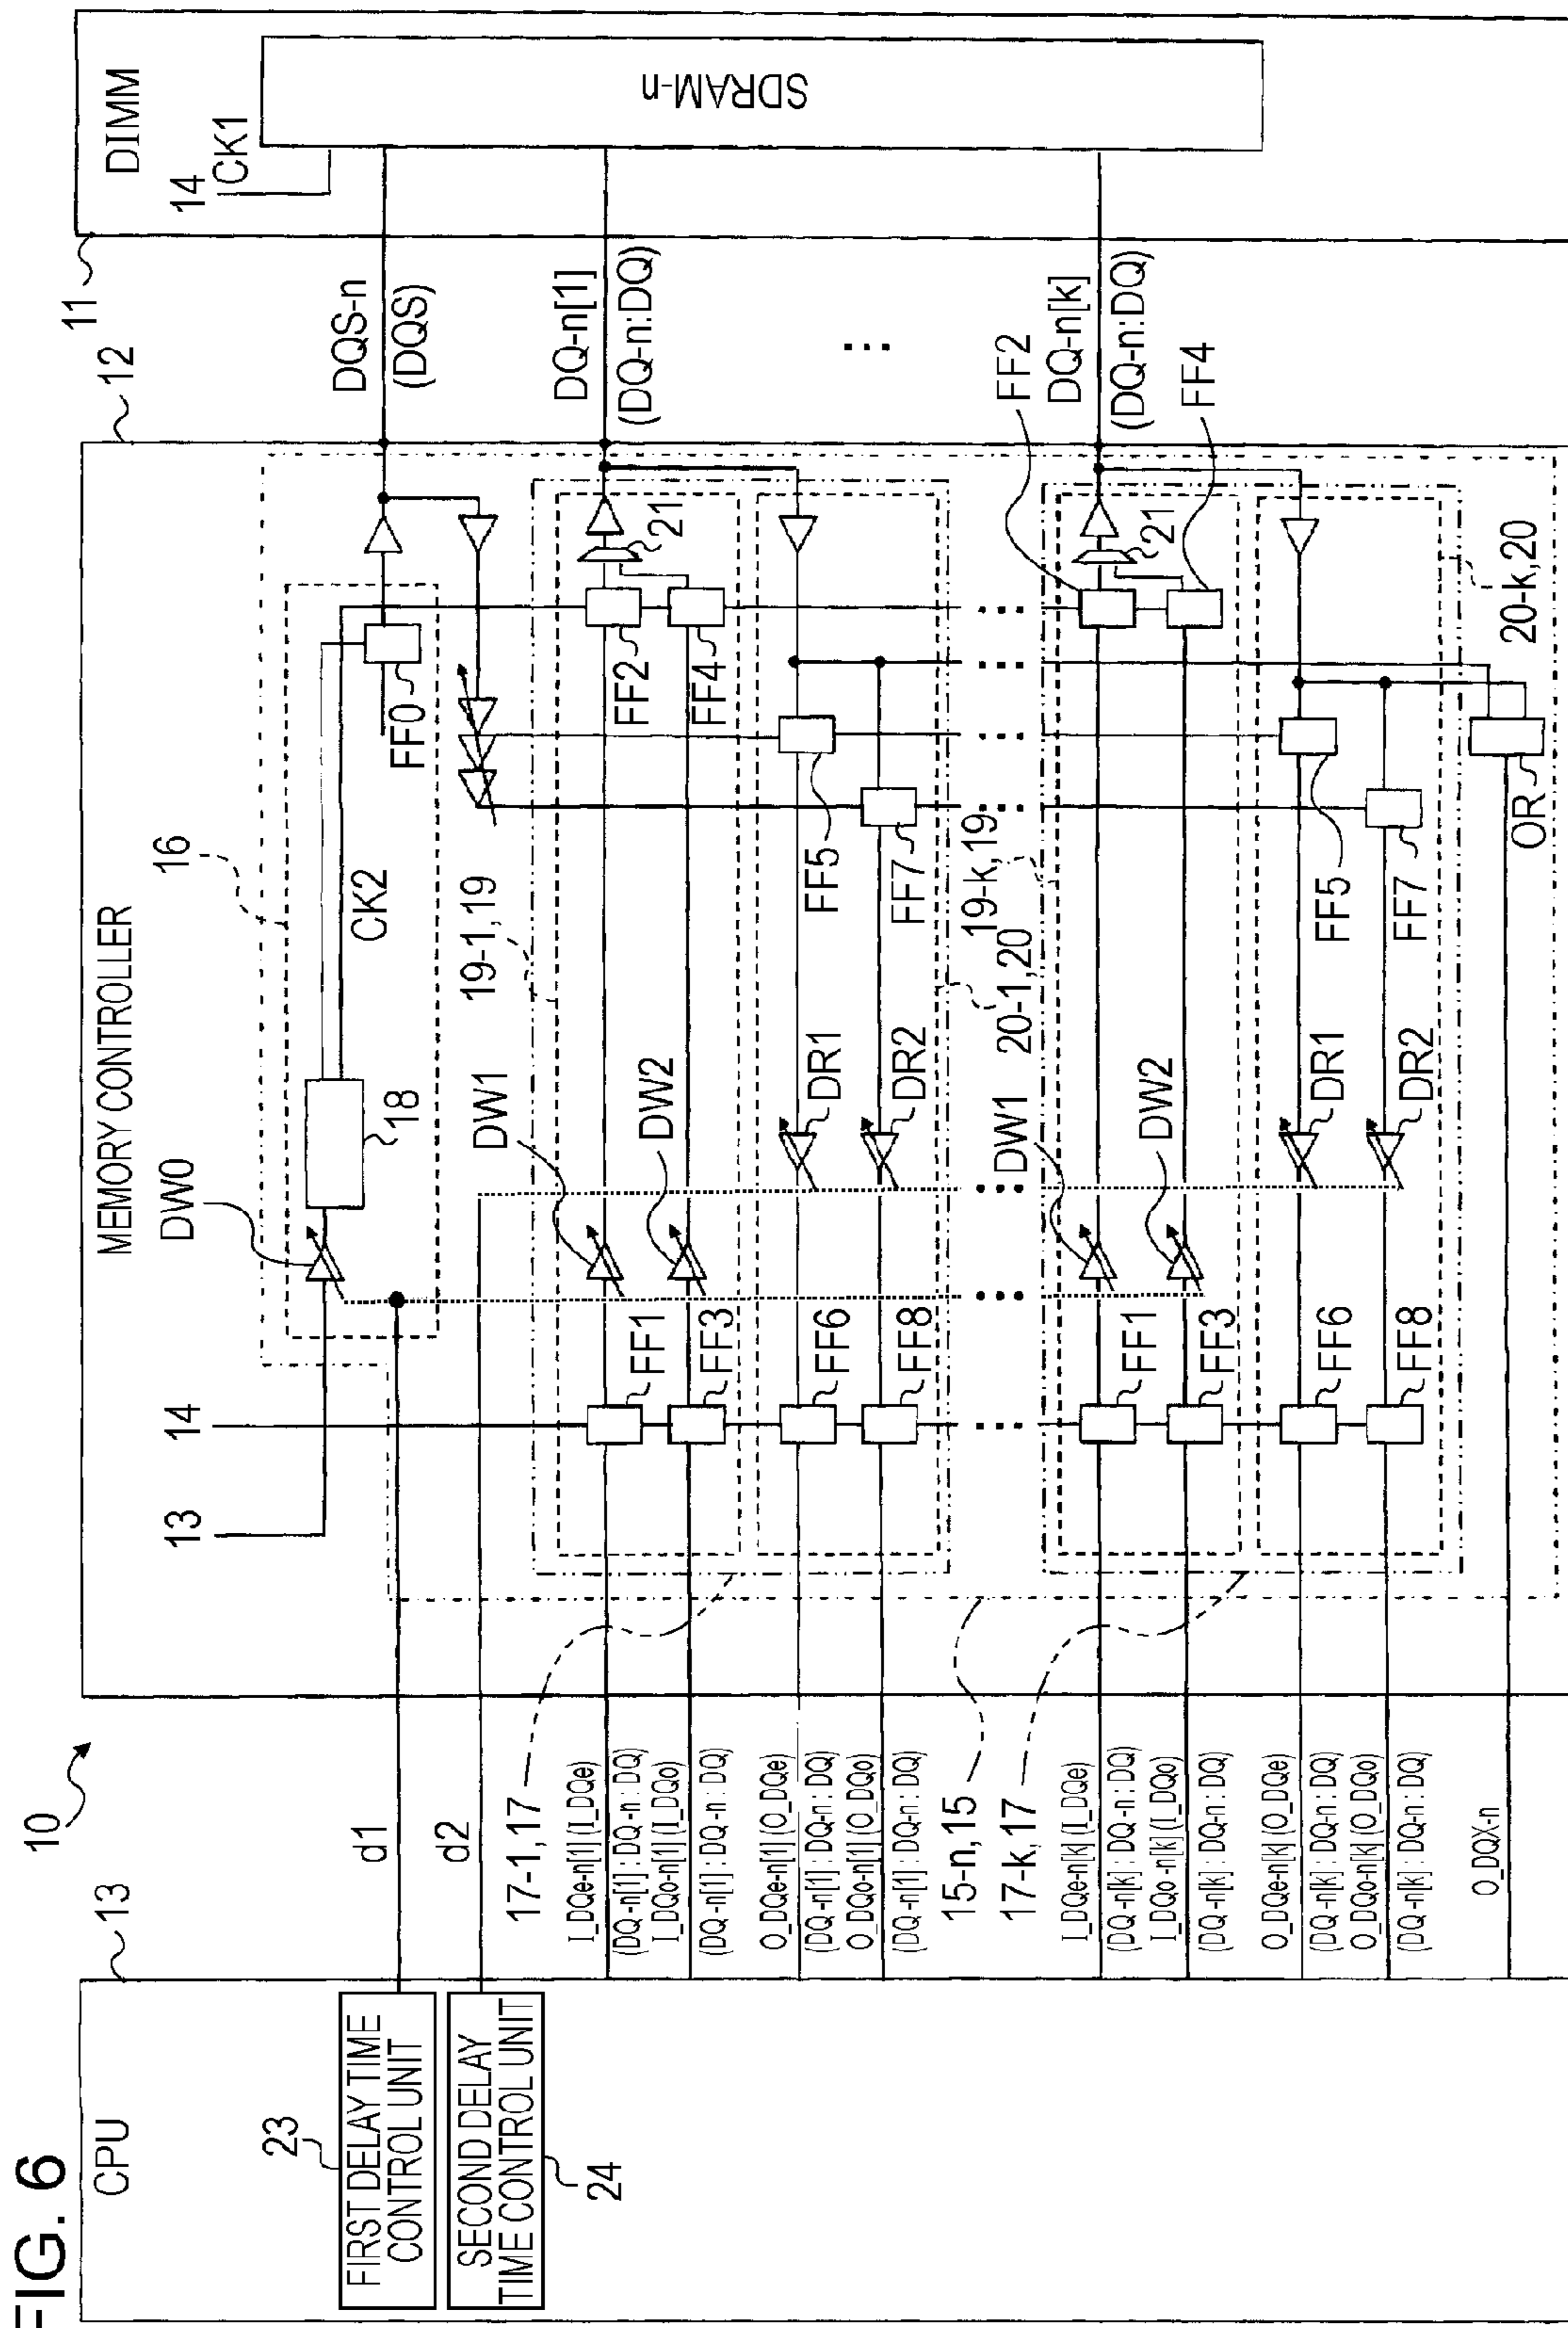 FIG. 6
10
CPU
13
23
FIRST DELAY TIME
CONTROL UNIT
SECOND DELAY
TIME CONTROL UNIT
24
d1
d2
17-1,17
I_DQe-n[1] (I_DQe)
(DQ-n[1] : DQ-n : DQ)
I_DQo-n[1] (I_DQo)
(DQ-n[1] : DQ-n : DQ)
O_DQe-n[1] (O_DQe)
(DQ-n[1] : DQ-n : DQ)
O_DQo-n[1] (O_DQo)
(DQ-n[1] : DQ-n : DQ)
15-n,15
17-k,17
I_DQe-n[k] (I_DQe)
(DQ-n[k] : DQ-n : DQ)
I_DQo-n[k] (I_DQo)
(DQ-n[k] : DQ-n : DQ)
O_DQe-n[k] (O_DQe)
(DQ-n[k] : DQ-n : DQ)
O_DQo-n[k] (O_DQo)
(DQ-n[k] : DQ-n : DQ)
O_DQX-n
MEMORY CONTROLLER
12
13
14
DW0
16
18
CK2
FF0
19-1,19
DW1
DW2
FF1
FF3
FF2
FF4
21
FF6
FF8
DR1
DR2
FF5
FF7
20-1,20
19-k,19
DW1
DW2
FF1
FF3
FF2
FF4
21
FF6
FF8
DR1
DR2
FF5
FF7
20-k,20
OR
DQS-n
(DQS)
DQ-n[1]
(DQ-n:DQ)
DQ-n[k]
(DQ-n:DQ)
11
DIMM
14
CK1
SDRAM-n